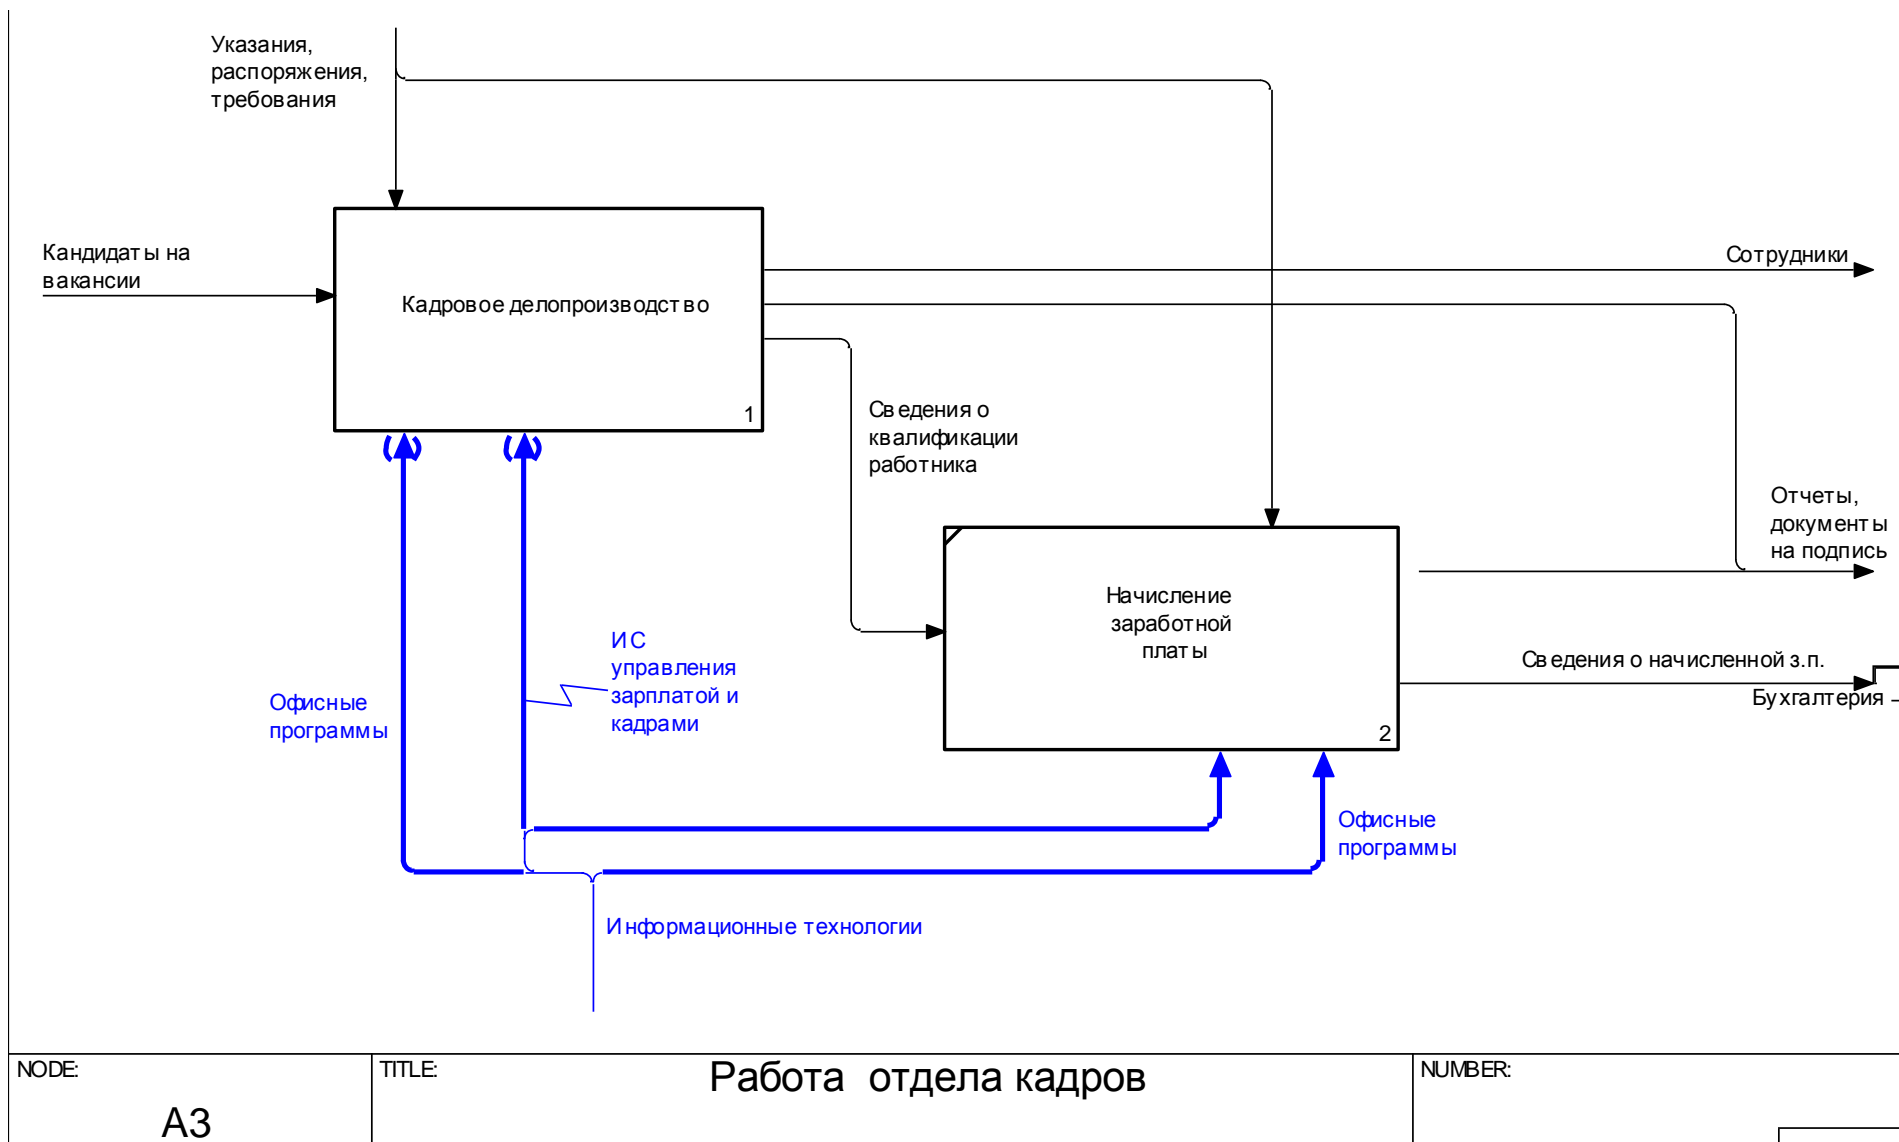 Указания,
распоряжения,
требования
Кандидаты на
вакансии
Кадровое делопроизводство
1
Сотрудники
Сведения о
квалификации
работника
Отчеты,
документы
на подпись
Начисление
заработной
платы
2
Сведения о начисленной з.п.
Бухгалтерия
ИС
управления
зарплатой и
кадрами
Офисные
программы
Офисные
программы
Информационные технологии
NODE:
TITLE:
Работа отдела кадров
NUMBER:
А3